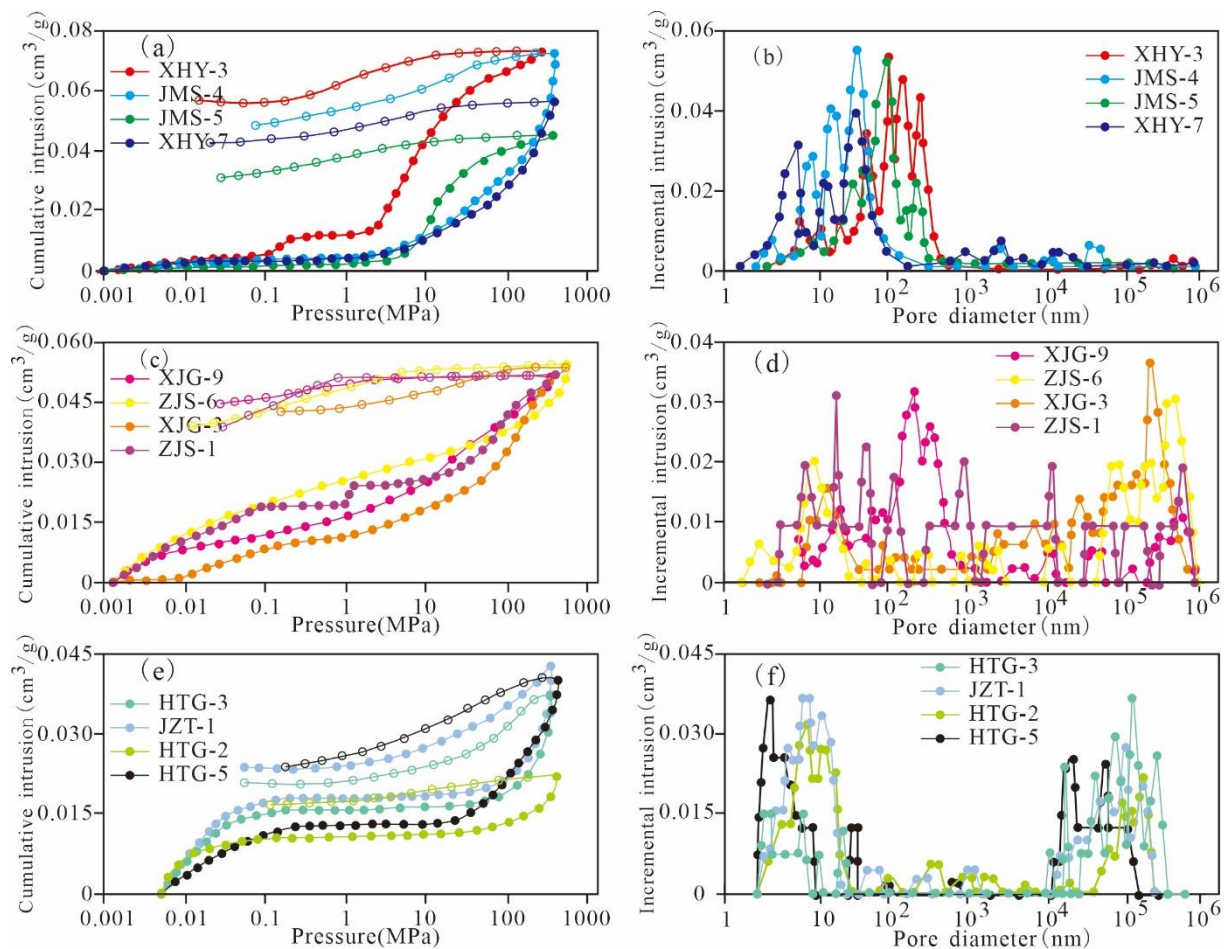 Cumulative intrusion(cm³/g)
0.08
0.06
0.04
0.02
0
(a)
XHY-3
JMS-4
JMS-5
XHY-7
0.001
0.01
0.1
1
10
100
1000
Pressure(MPa)
Incremental intrusion(cm³/g)
0.06
0.04
0.02
0
(b)
XHY-3
JMS-4
JMS-5
XHY-7
1
10
10²
10³
10⁴
10⁵
10⁶
Pore diameter(nm)
Cumulative intrusion(cm³/g)
0.060
0.045
0.030
0.015
0
(c)
XJG-9
ZJS-6
XJG-3
ZJS-1
0.001
0.01
0.1
1
10
100
1000
Pressure(MPa)
Incremental intrusion(cm³/g)
0.04
0.03
0.02
0.01
0
(d)
XJG-9
ZJS-6
XJG-3
ZJS-1
1
10
10²
10³
10⁴
10⁵
10⁶
Pore diameter(nm)
Cumulative intrusion(cm³/g)
0.045
0.030
0.015
0
(e)
HTG-3
JZT-1
HTG-2
HTG-5
0.001
0.01
0.1
1
10
100
1000
Pressure(MPa)
Incremental intrusion(cm³/g)
0.045
0.03
0.015
0
(f)
HTG-3
JZT-1
HTG-2
HTG-5
1
10
10²
10³
10⁴
10⁵
10⁶
Pore diameter(nm)